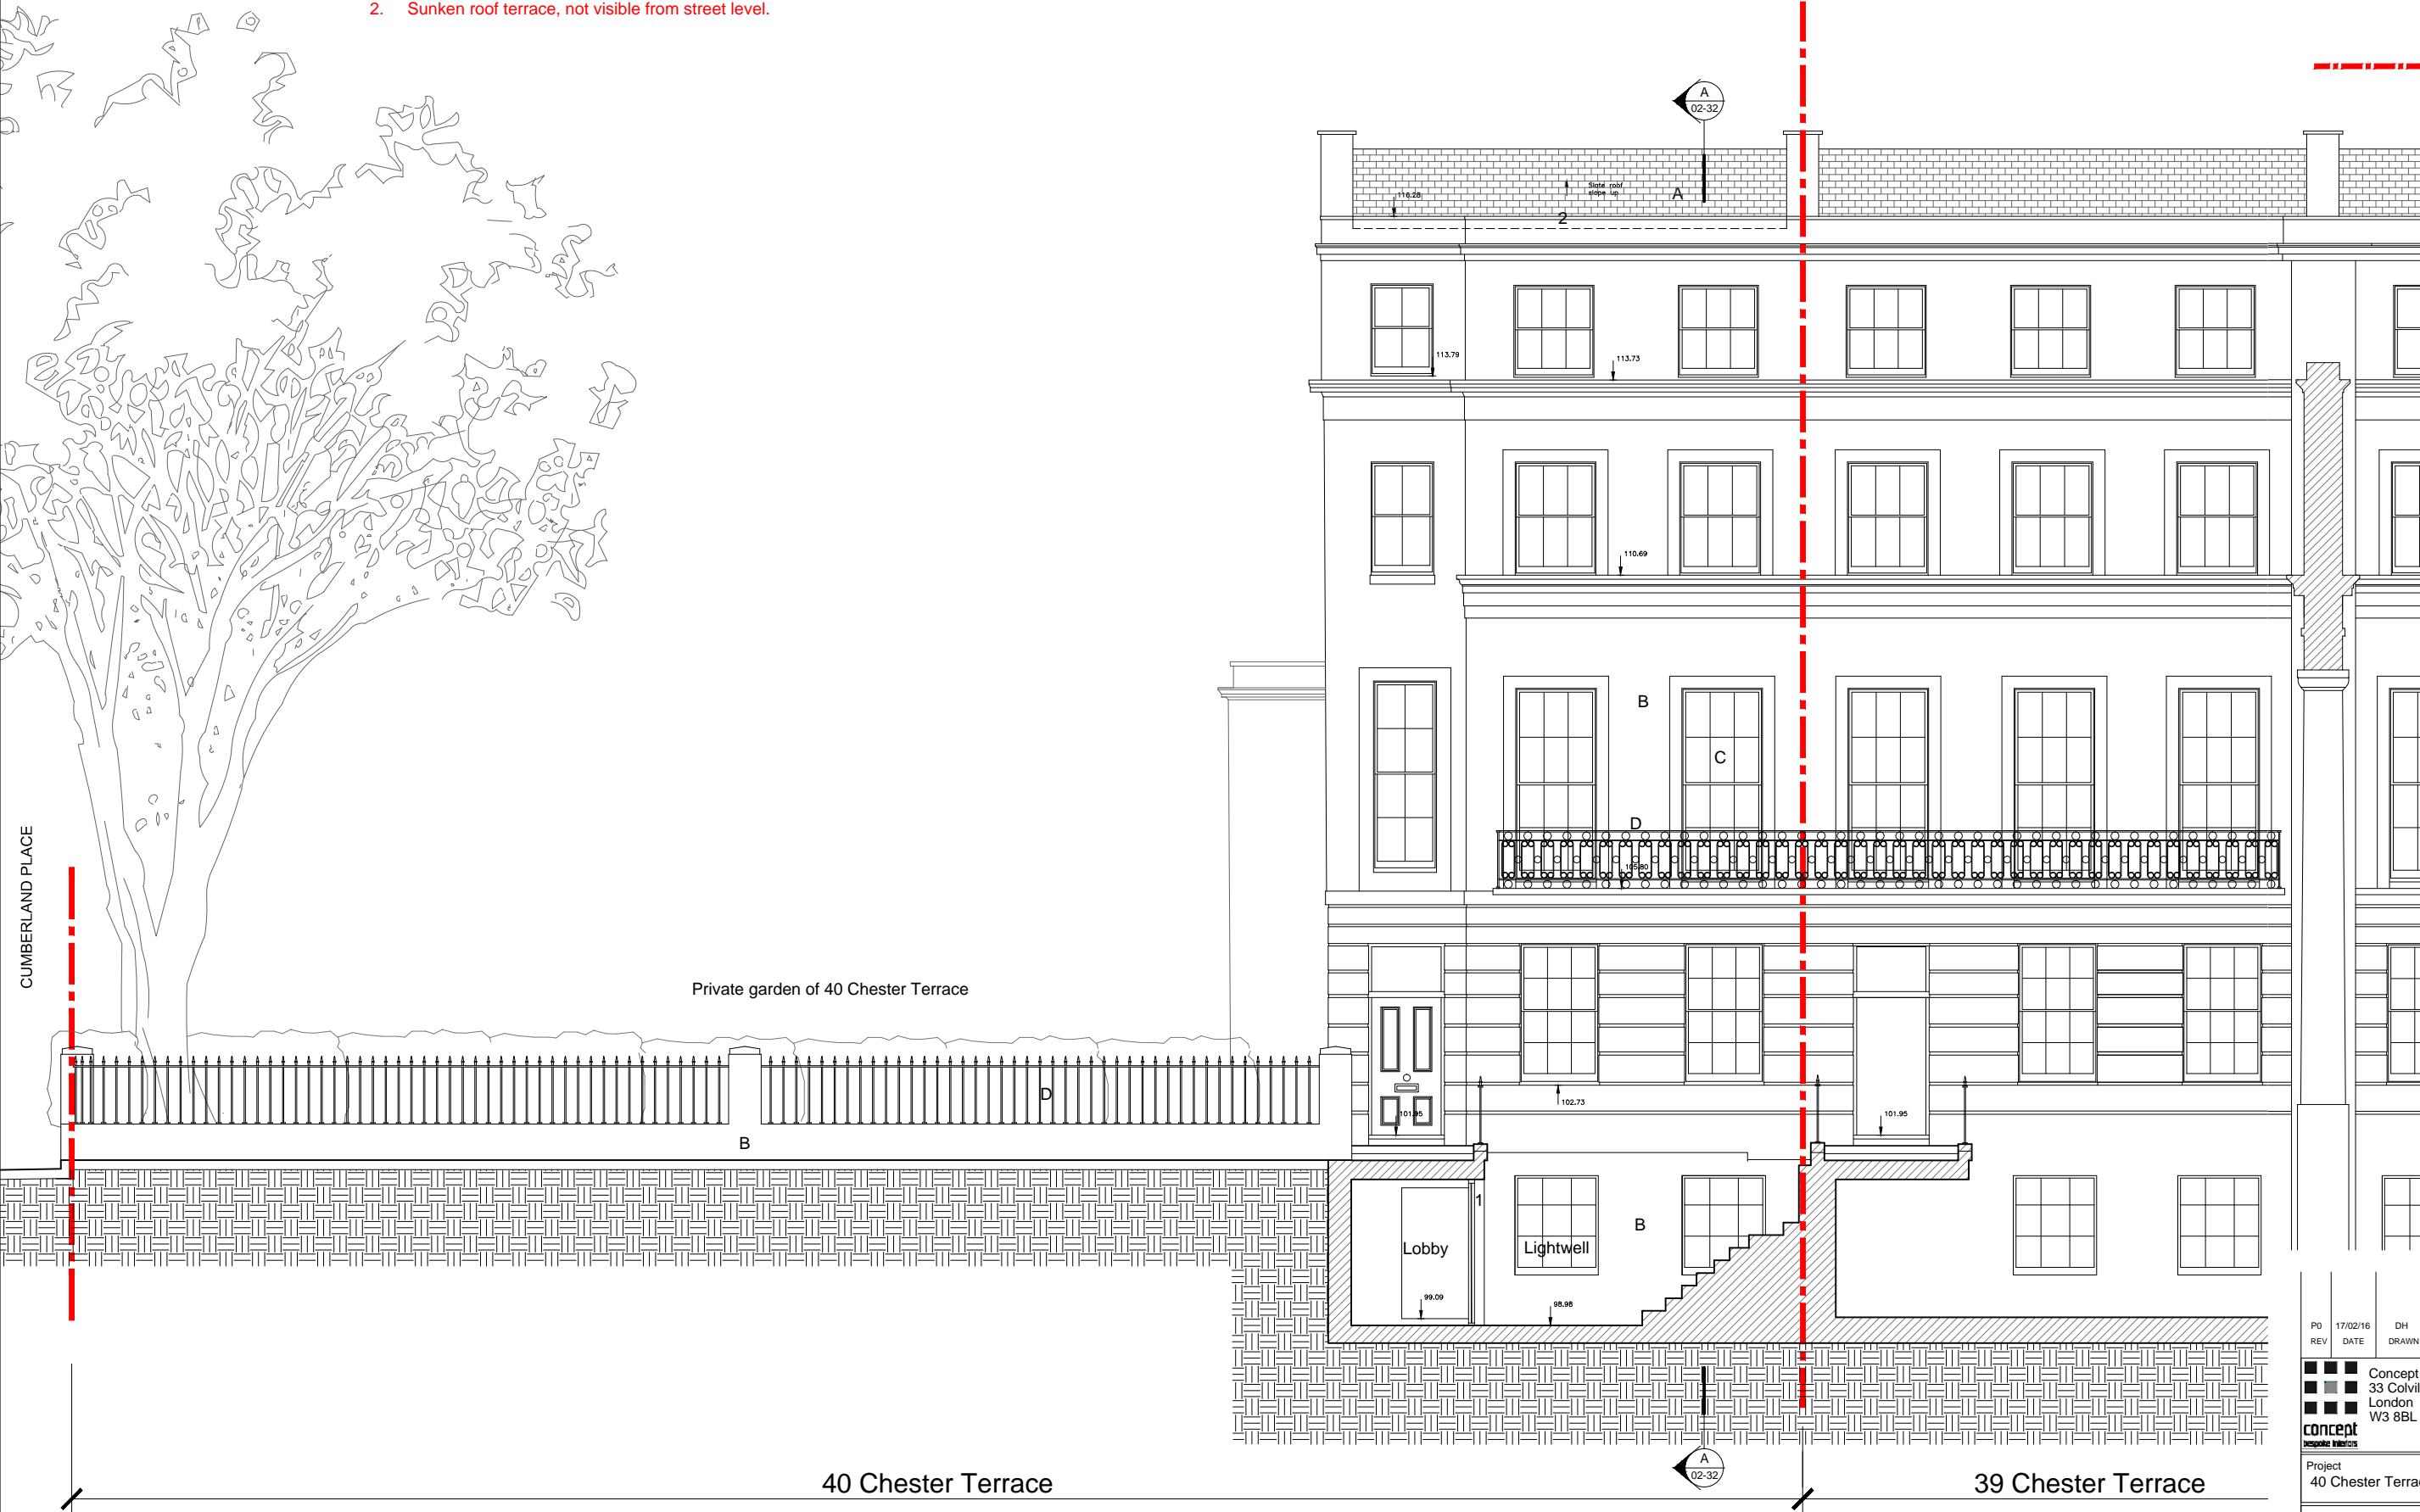 2. Sunken roof terrace, not visible from street level.
A
02-32
116.28
Slate roof
slope up
A
2
113.79
113.73
110.69
B
C
D
105.80
CUMBERLAND PLACE
Private garden of 40 Chester Terrace
D
B
102.73
101.95
101.95
1
B
Lobby
Lightwell
99.09
98.98
P0 17/02/16 DH
REV DATE DRAWN
Concept
33 Colvil
London
W3 8BL
concept
bespoke interiors
A
02-32
40 Chester Terrace
39 Chester Terrace
Project
40 Chester Terrac